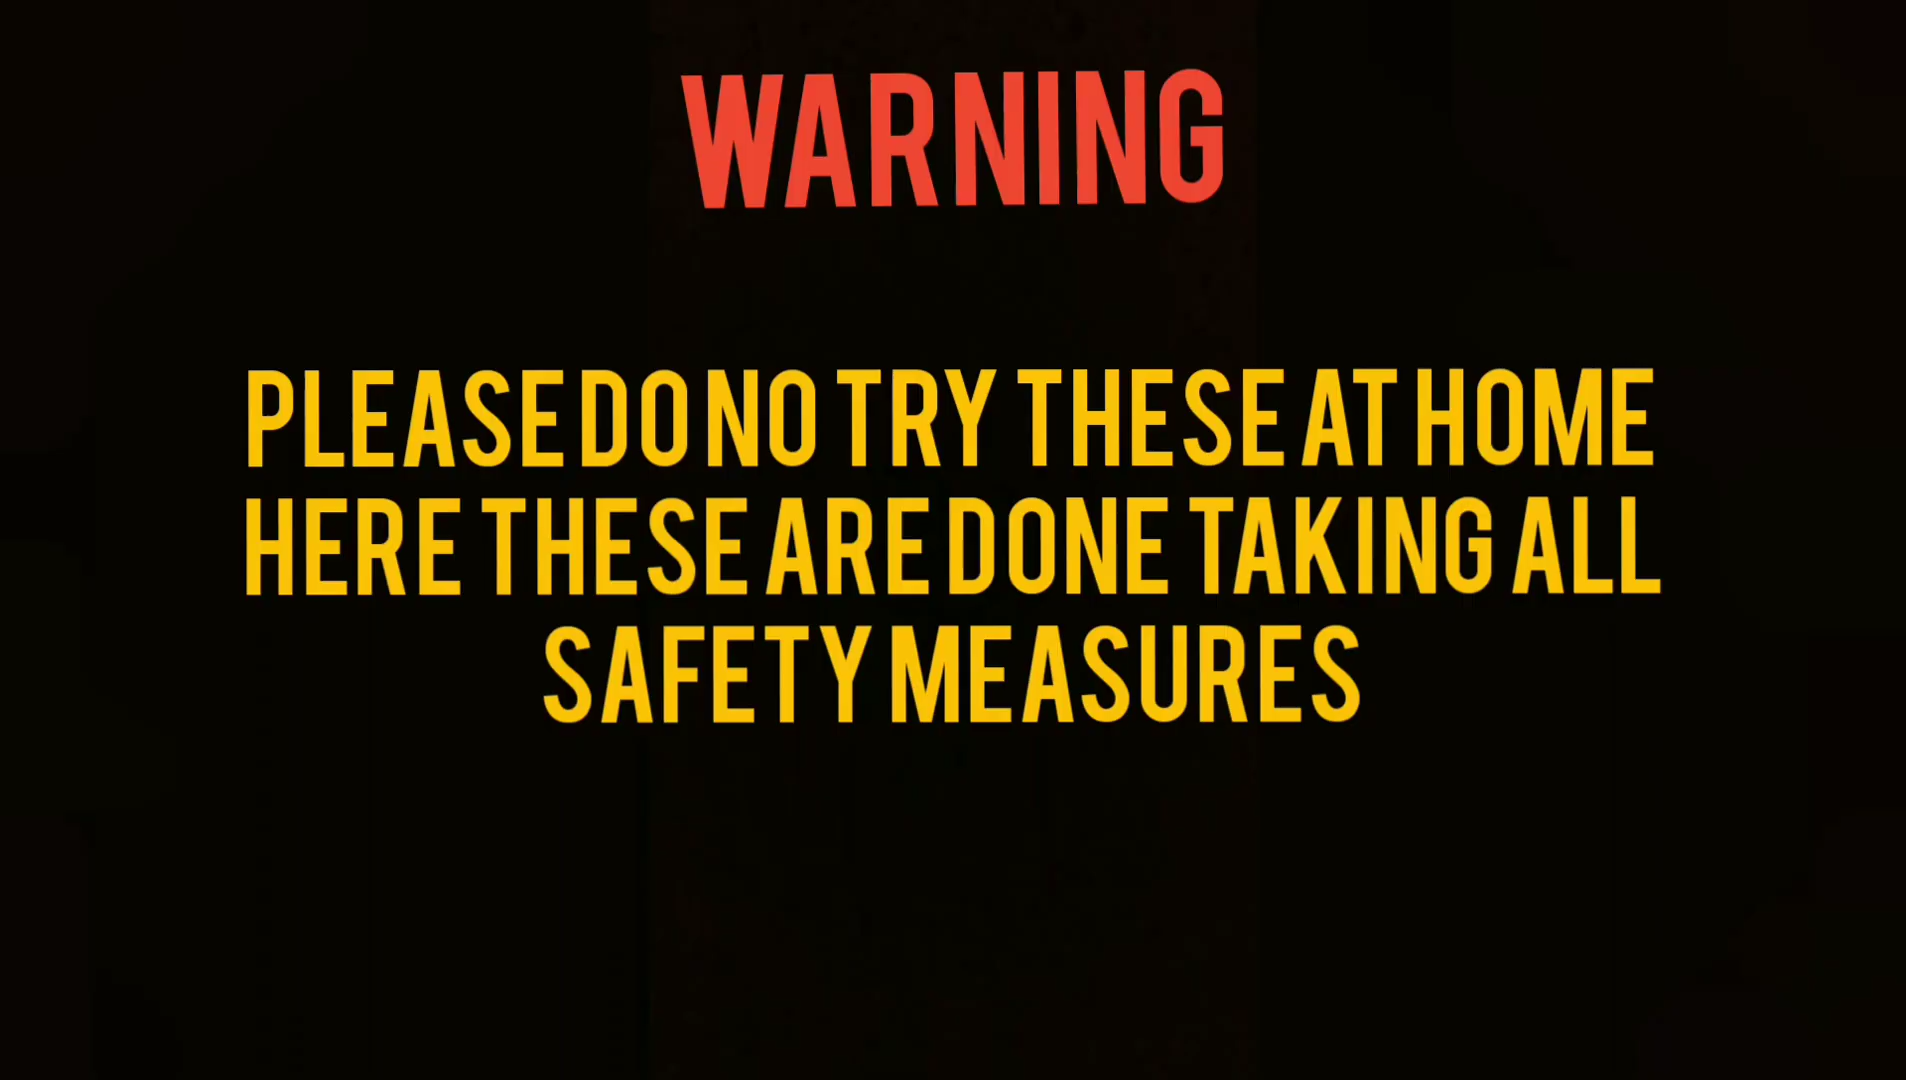 WARNING
PLEASE DO NO TRY THESE AT HOME
HERE THESE ARE DONE TAKING ALL
SAFETY MEASURES